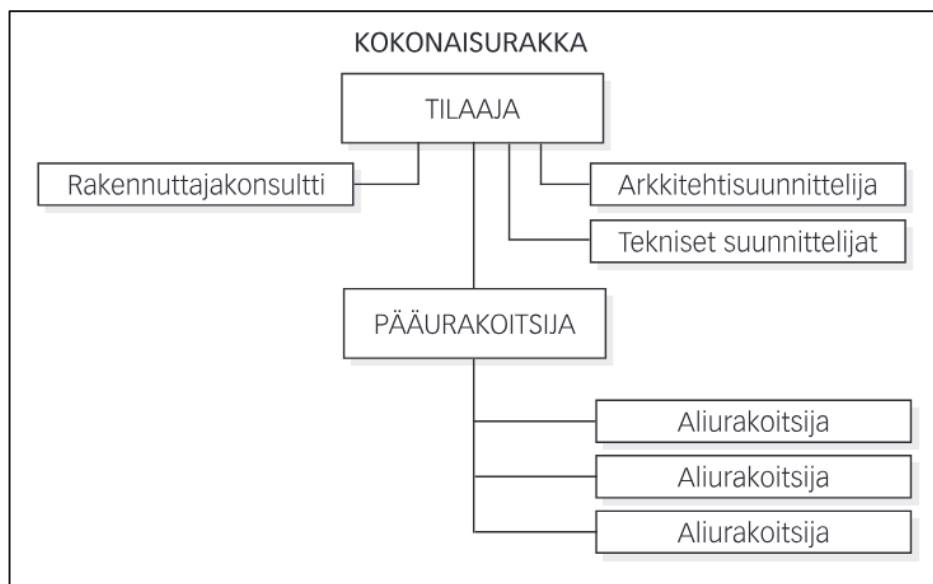 KOKONAISURAKKA
TILAAJA
Rakennuttajakonsultti
Arkkitehtisuunnittelija
Tekniset suunnittelijat
PÄÄURAKOITSIJA
Aliurakoitsija
Aliurakoitsija
Aliurakoitsija